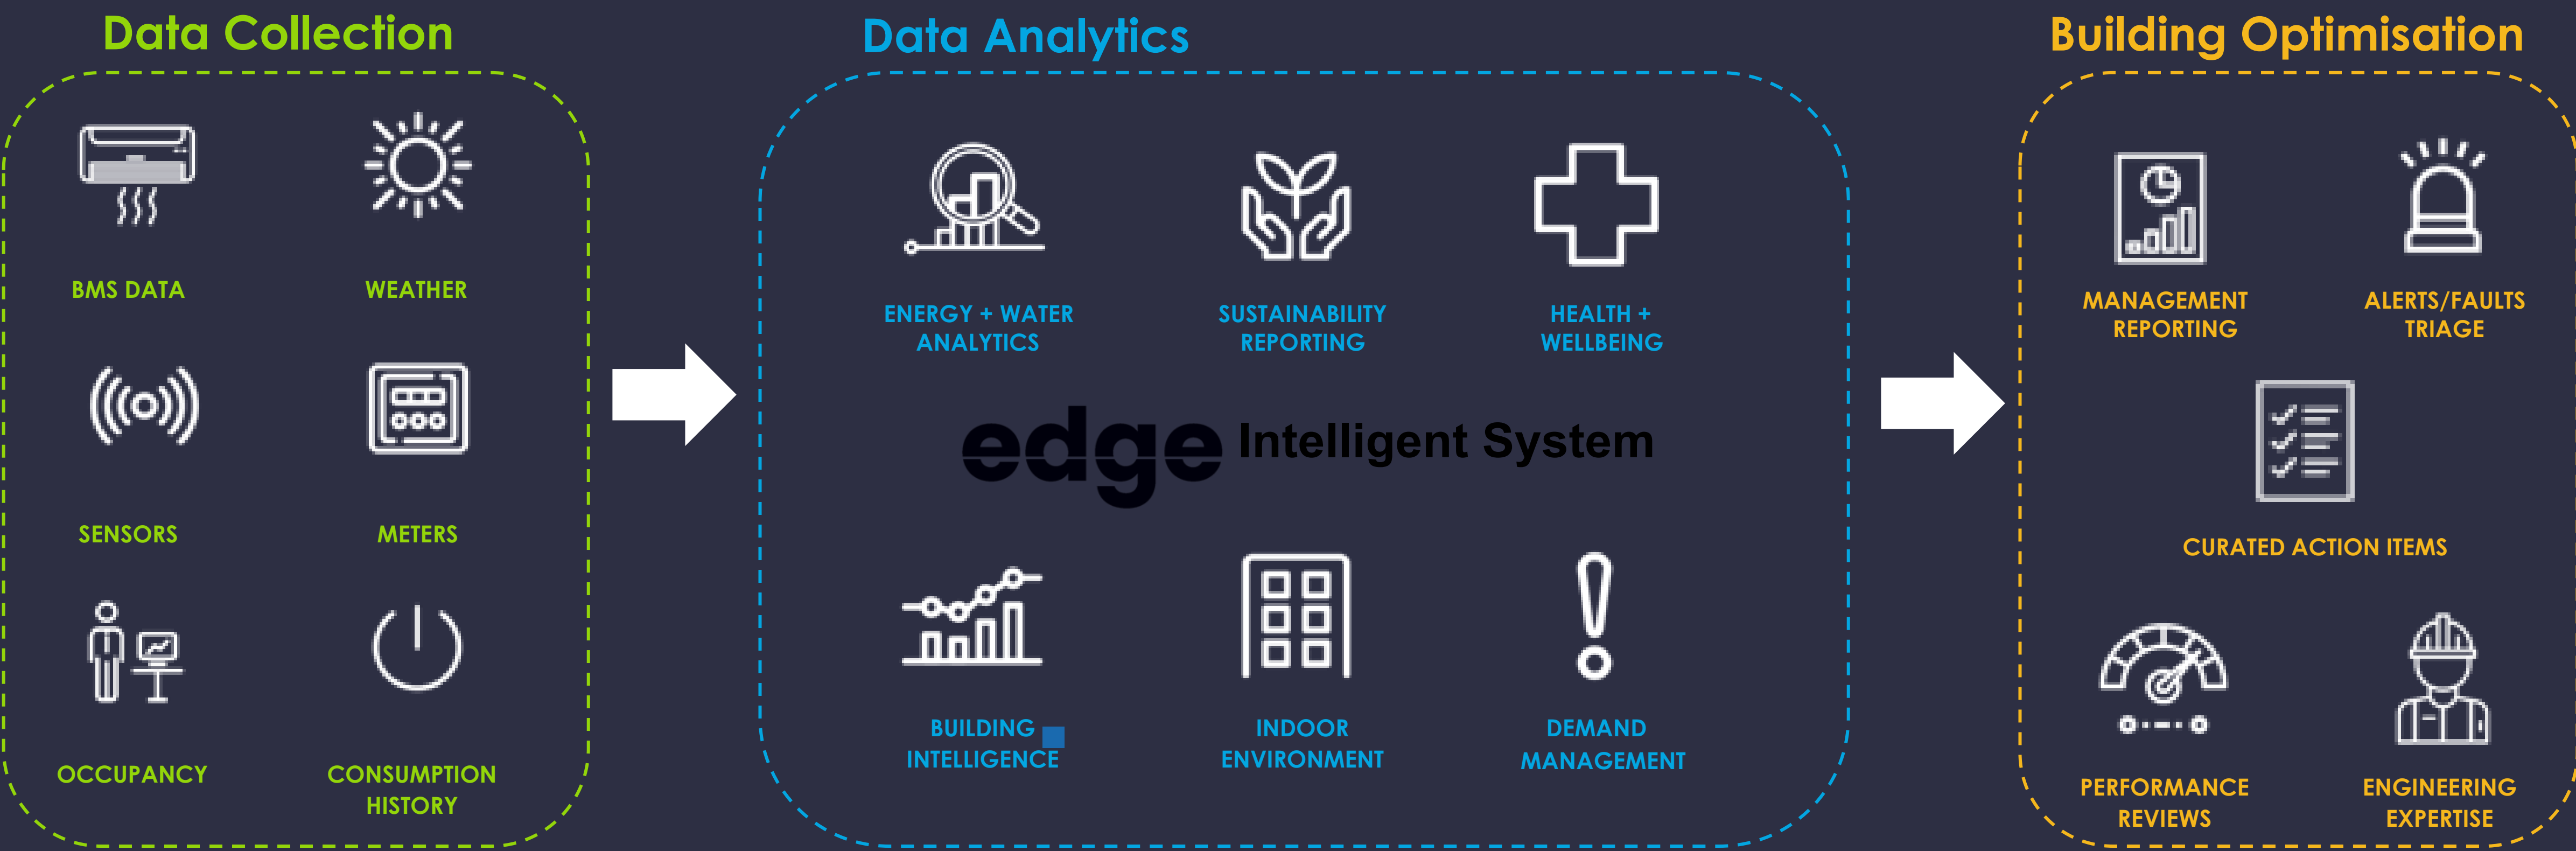 Data Collection
BMS DATA
WEATHER
SENSORS
METERS
OCCUPANCY
CONSUMPTION
HISTORY
Data Analytics
ENERGY + WATER
ANALYTICS
SUSTAINABILITY
REPORTING
HEALTH +
WELLBEING
edge Intelligent System
BUILDING
INTELLIGENCE
INDOOR
ENVIRONMENT
DEMAND
MANAGEMENT
Building Optimisation
MANAGEMENT
REPORTING
ALERTS/FAULTS
TRIAGE
CURATED ACTION ITEMS
PERFORMANCE
REVIEWS
ENGINEERING
EXPERTISE